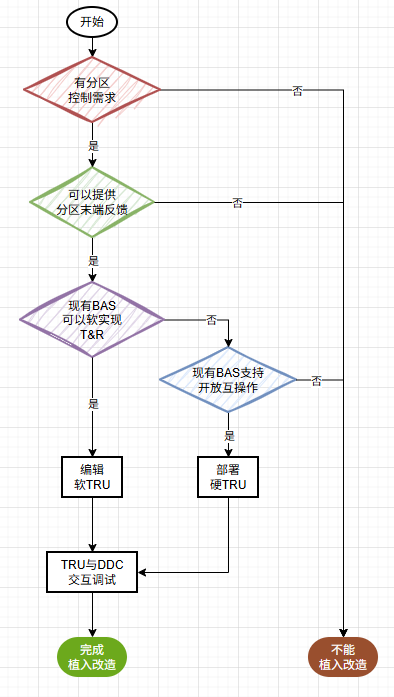 开始
有分区
控制需求
否
是
可以提供
分区末端反馈
否
是
现有BAS
可以软实现
T&R
否
现有BAS支持
开放互操作
否
是
是
编辑
软TRU
部署
硬TRU
TRU与DDC
交互调试
完成
植入改造
不能
植入改造